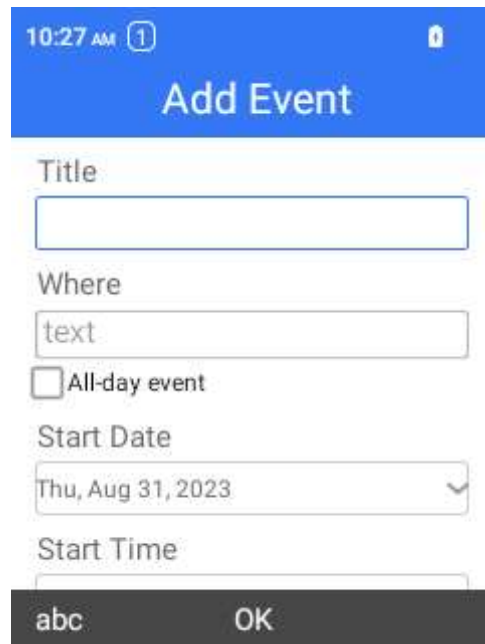 10:27 AM 1
Add Event
Title
Where
text
All-day event
Start Date
Thu, Aug 31, 2023
Start Time
abc OK